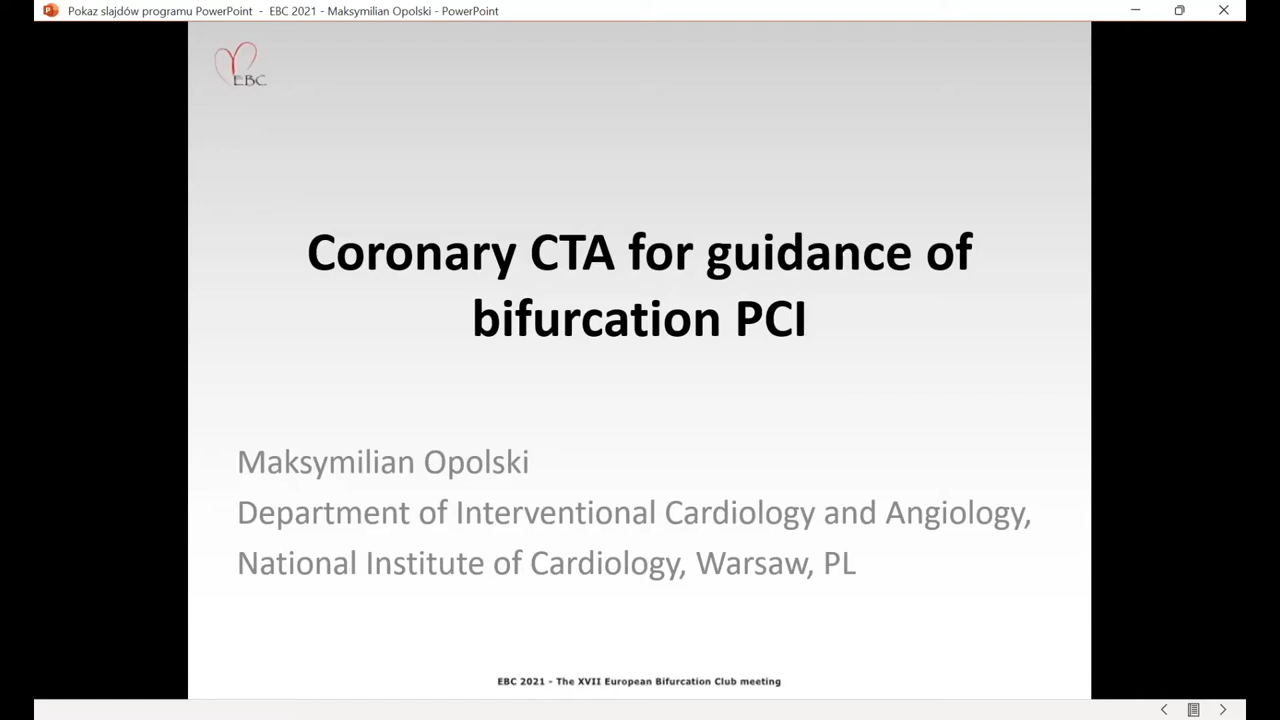 Pokaz slajdów programu PowerPoint - EBC 2021 - Maksymilian Opolski - PowerPoint
EBC
Coronary CTA for guidance of
bifurcation PCI
Maksymilian Opolski
Department of Interventional Cardiology and Angiology,
National Institute of Cardiology, Warsaw, PL
EBC 2021 - The XVII European Bifurcation Club meeting